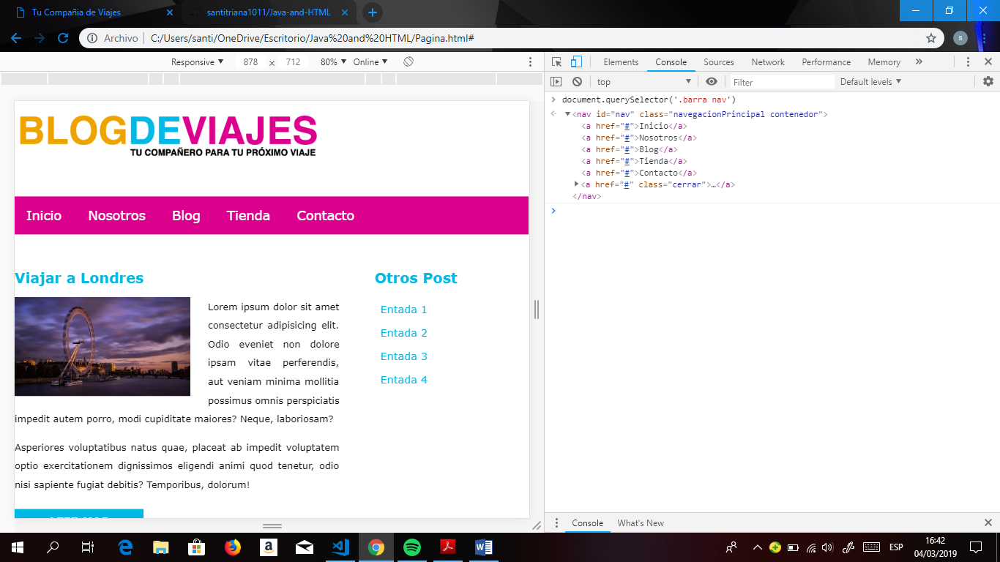 Tu Compañia de Viajes
santitriana1011/Java-and-HTML
Archivo
C:/Users/santi/OneDrive/Escritorio/Java%20and%20HTML/Pagina.html#
S
Responsive ▼ 878 × 712 80% ▼ Online ▼
BLOGDEVIAJES
TU COMPAÑERO PARA TU PRÓXIMO VIAJE
Inicio Nosotros Blog Tienda Contacto
Viajar a Londres
Lorem ipsum dolor sit amet
consectetur adipisicing elit.
Odio eveniet non dolore
ipsam vitae perferendis,
aut veniam minima mollitia
possimus omnis perspiciatis
impedit autem porro, modi cupiditate maiores? Neque, laboriosam?
Asperiores voluptatibus natus quae, placeat ab impedit voluptatem
optio exercitationem dignissimos eligendi animi quod tenetur, odio
nisi sapiente fugiat debitis? Temporibus, dolorum!
Otros Post
Entada 1
Entada 2
Entada 3
Entada 4
Elements Console Sources Network Performance Memory »
top ▼ Filter Default levels ▼
document.querySelector('.barra nav')
<nav id="nav" class="navegacionPrincipal contenedor">
<a href="#">Inicio</a>
<a href="#">Nosotros</a>
<a href="#">Blog</a>
<a href="#">Tienda</a>
<a href="#">Contacto</a>
<a href="#" class="cerrar">…</a>
</nav>
Console What's New
ESP
16:42
04/03/2019